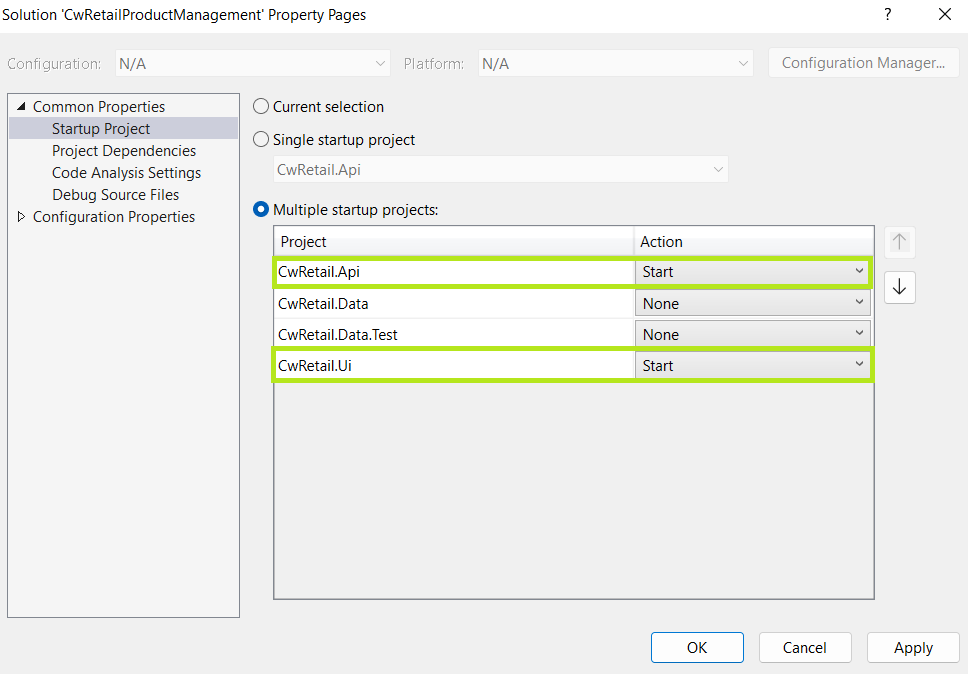 Solution 'CwRetailProductManagement' Property Pages ?
Configuration: N/A Platform: N/A Configuration Manager...
Common Properties
Startup Project
Project Dependencies
Code Analysis Settings
Debug Source Files
Configuration Properties
Current selection
Single startup project
CwRetail.Api
Multiple startup projects:
Project Action
CwRetail.Api Start
CwRetail.Data None
CwRetail.Data.Test None
CwRetail.Ui Start
OK Cancel Apply